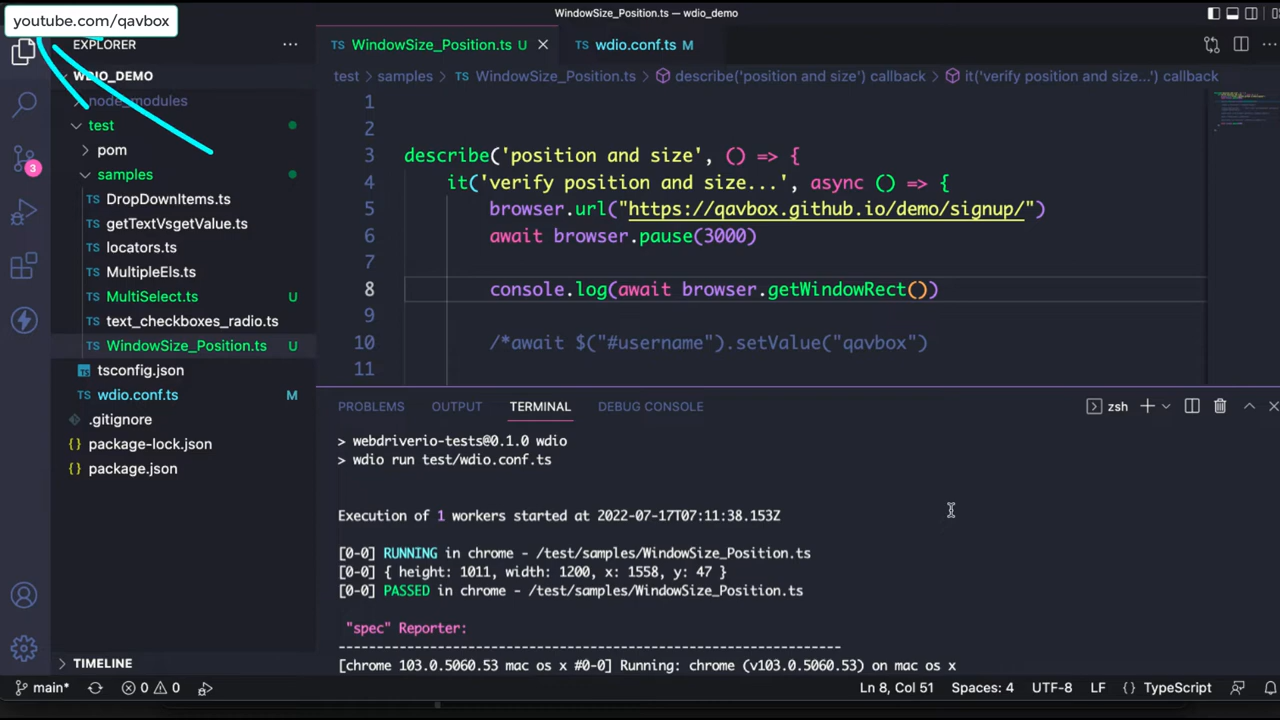 WindowSize_Position.ts — wdio_demo
youtube.com/qavbox
EXPLORER
WDIO_DEMO
node_modules
test
pom
samples
DropDownItems.ts
getTextVsgetValue.ts
locators.ts
MultipleEls.ts
MultiSelect.ts U
text_checkboxes_radio.ts
WindowSize_Position.ts U
tsconfig.json
wdio.conf.ts M
.gitignore
package-lock.json
package.json
TIMELINE
3
WindowSize_Position.ts U
wdio.conf.ts M
test > samples > TS WindowSize_Position.ts > describe('position and size') callback > it('verify position and size...') callback
1
2
3 describe('position and size', () => {
4 it('verify position and size...', async () => {
5 browser.url("https://qavbox.github.io/demo/signup/")
6 await browser.pause(3000)
7
8 console.log(await browser.getWindowRect())
9
10 /*await $("#username").setValue("qavbox")
11
PROBLEMS OUTPUT TERMINAL DEBUG CONSOLE
zsh
> webdriverio-tests@0.1.0 wdio
> wdio run test/wdio.conf.ts
Execution of 1 workers started at 2022-07-17T07:11:38.153Z
[0-0] RUNNING in chrome - /test/samples/WindowSize_Position.ts
[0-0] { height: 1011, width: 1200, x: 1558, y: 47 }
[0-0] PASSED in chrome - /test/samples/WindowSize_Position.ts
"spec" Reporter:
------------------------------------------------------------------
[chrome 103.0.5060.53 mac os x #0-0] Running: chrome (v103.0.5060.53) on mac os x
main* 0 0 Ln 8, Col 51 Spaces: 4 UTF-8 LF {} TypeScript